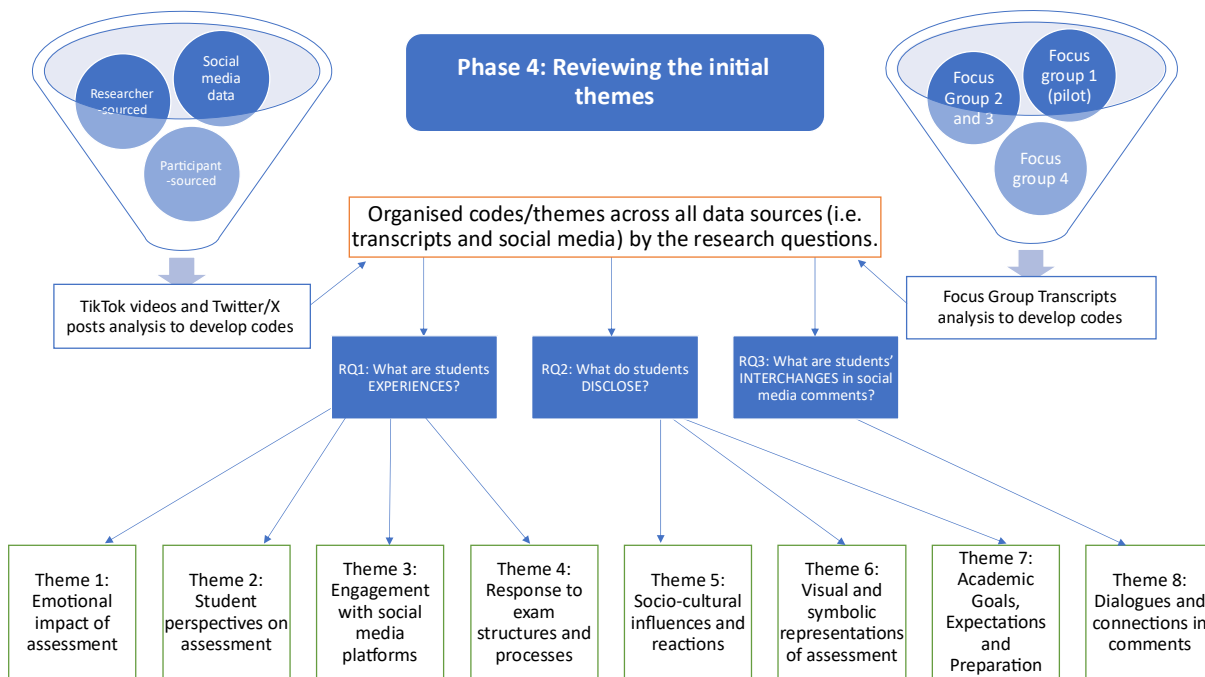 Social
media
data
Researcher
-sourced
Participant
-sourced
Phase 4: Reviewing the initial
themes
Focus
Group 2
and 3
Focus
group 1
(pilot)
Focus
group 4
Organised codes/themes across all data sources (i.e.
transcripts and social media) by the research questions.
TikTok videos and Twitter/X
posts analysis to develop codes
Focus Group Transcripts
analysis to develop codes
RQ1: What are students
EXPERIENCES?
RQ2: What do students
DISCLOSE?
RQ3: What are students’
INTERCHANGES in social
media comments?
Theme 1:
Emotional
impact of
assessment
Theme 2:
Student
perspectives on
assessment
Theme 3:
Engagement
with social
media
platforms
Theme 4:
Response to
exam
structures and
processes
Theme 5:
Socio-cultural
influences and
reactions
Theme 6:
Visual and
symbolic
representations
of assessment
Theme 7:
Academic
Goals,
Expectations
and
Preparation
Theme 8:
Dialogues and
connections in
comments